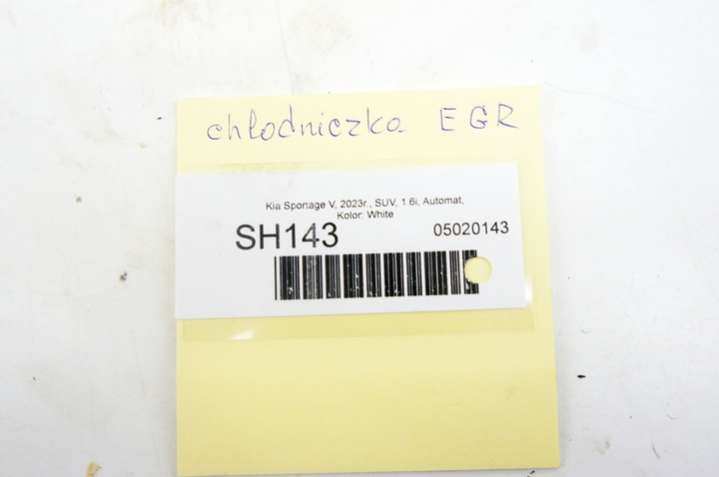 chłodniczka EGR
Kia Sportage V, 2023r., SUV, 1.6i, Automat,
Kolor: White
SH143 05020143